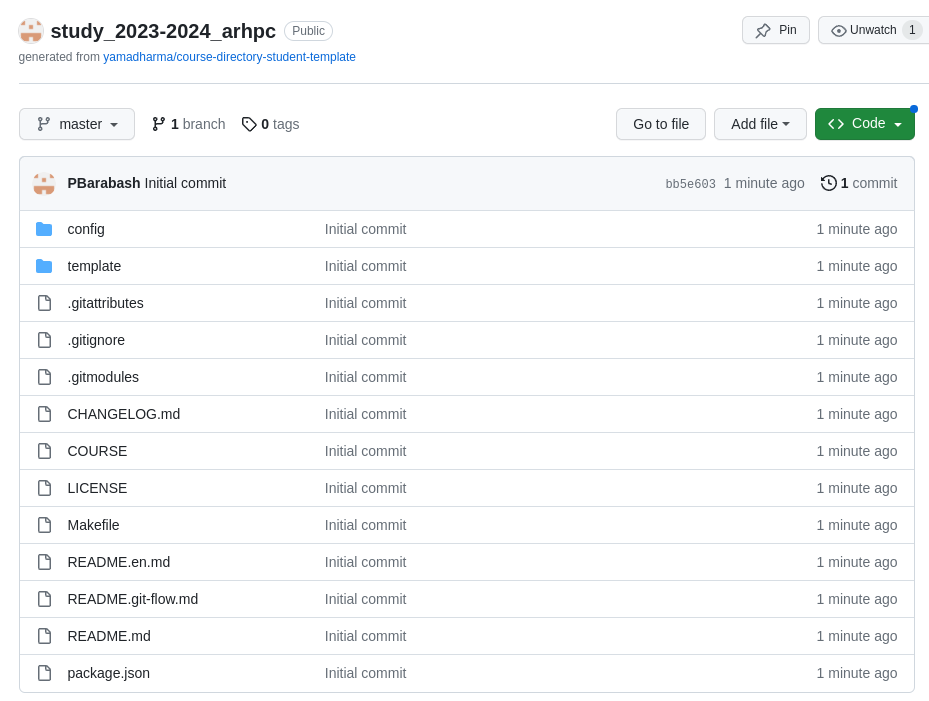 study_2023-2024_arhpc Public Pin Unwatch 1
generated from yamadharma/course-directory-student-template
master 1 branch 0 tags Go to file Add file Code
PBarabash Initial commit bb5e603 1 minute ago 1 commit
config Initial commit 1 minute ago
template Initial commit 1 minute ago
.gitattributes Initial commit 1 minute ago
.gitignore Initial commit 1 minute ago
.gitmodules Initial commit 1 minute ago
CHANGELOG.md Initial commit 1 minute ago
COURSE Initial commit 1 minute ago
LICENSE Initial commit 1 minute ago
Makefile Initial commit 1 minute ago
README.en.md Initial commit 1 minute ago
README.git-flow.md Initial commit 1 minute ago
README.md Initial commit 1 minute ago
package.json Initial commit 1 minute ago